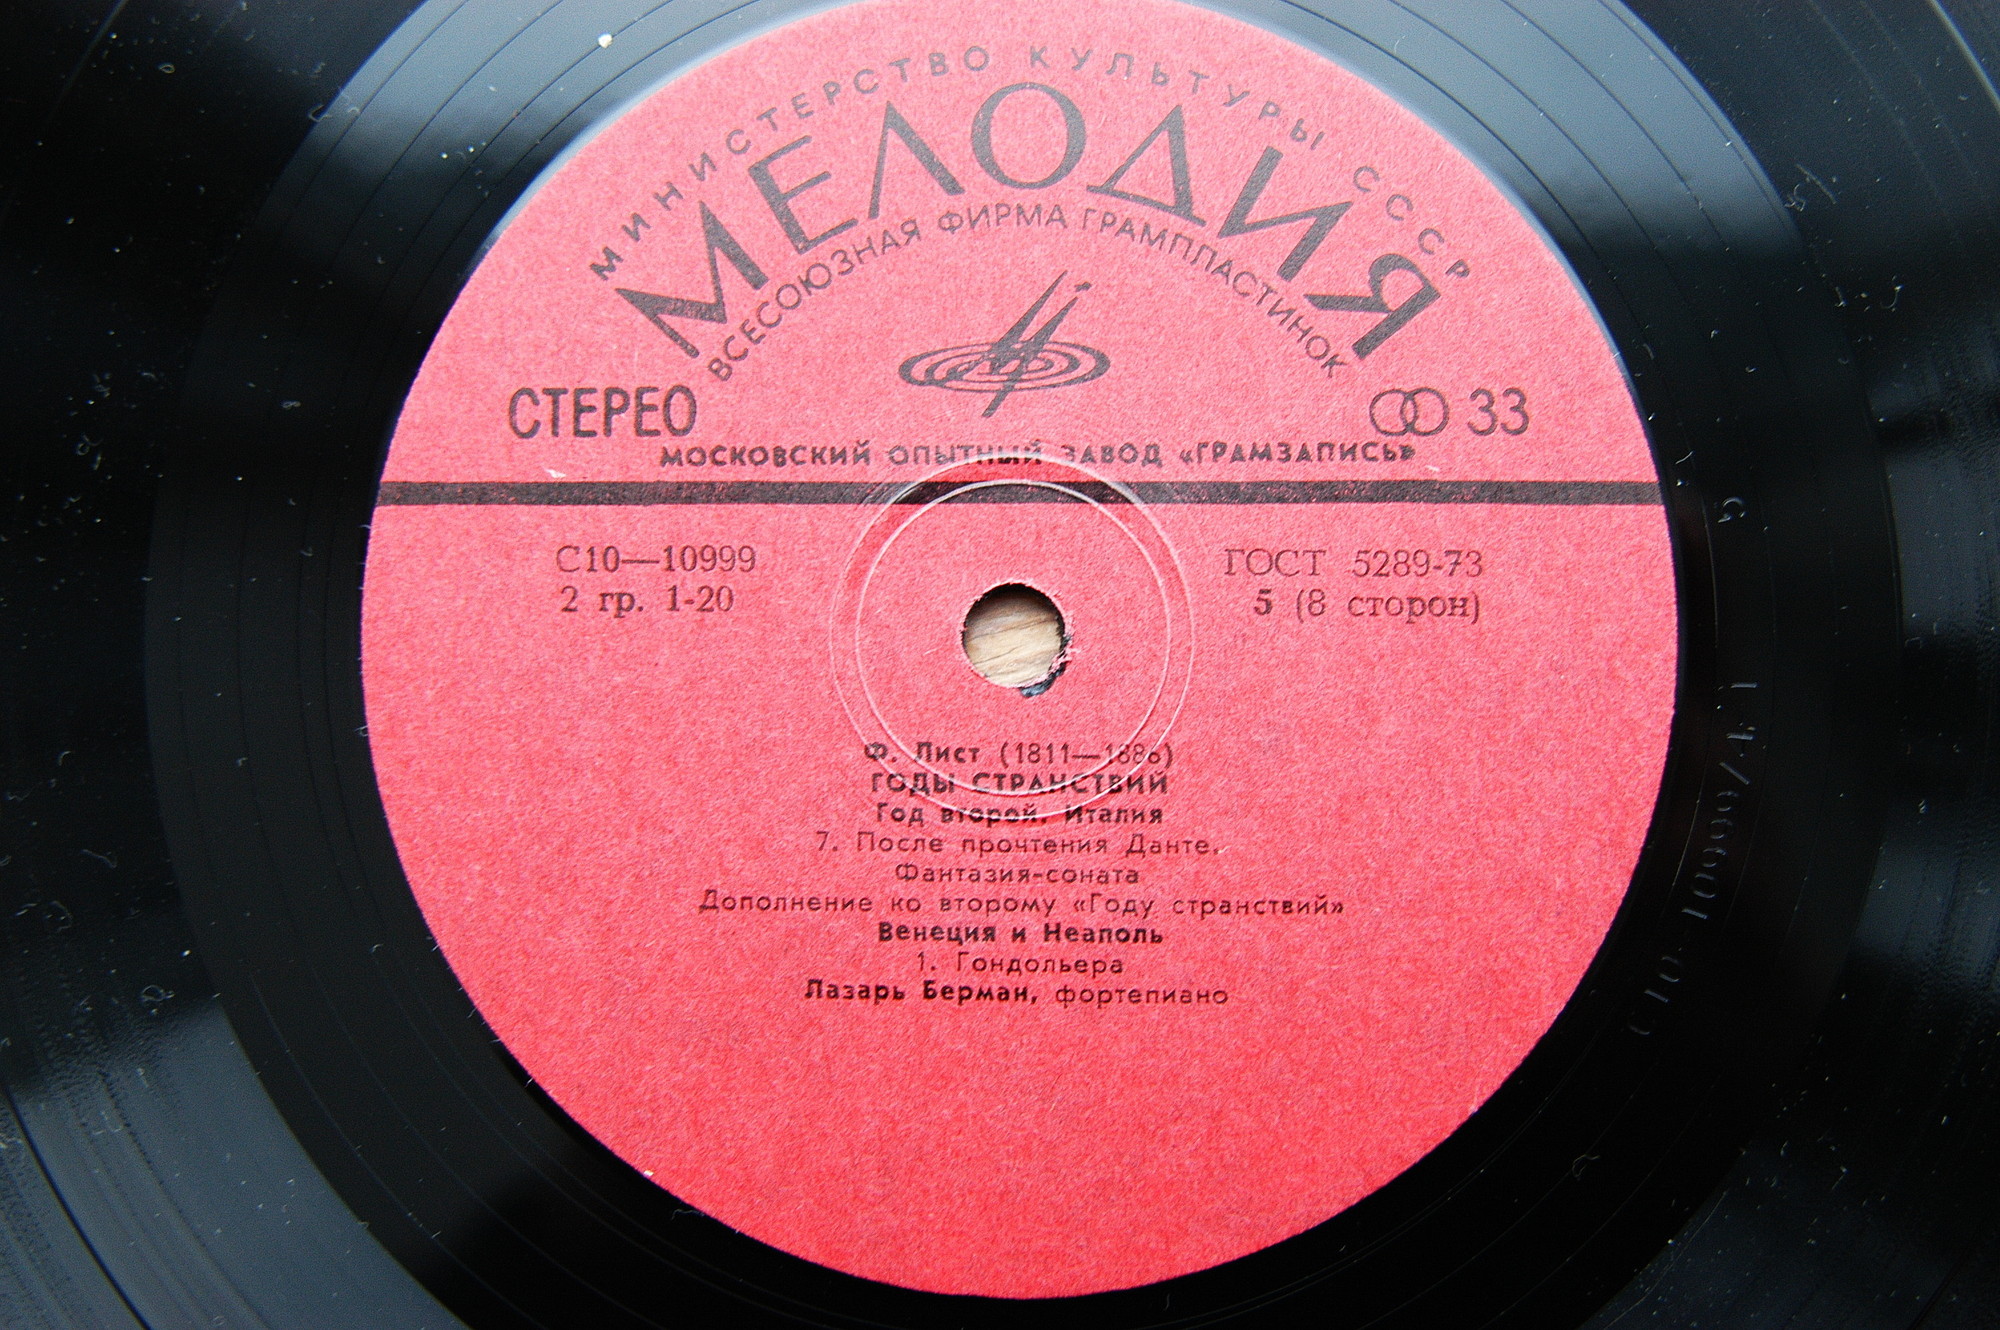 МИНИСТЕРСТВО КУЛЬТУРЫ СССР
МЕЛОДИЯ
ВСЕСОЮЗНАЯ ФИРМА ГРАМПЛАСТИНОК
СТЕРЕО
33
МОСКОВСКИЙ ОПЫТНЫЙ ЗАВОД «ГРАМЗАПИСЬ»
С10—10999
2 гр. 1-20
ГОСТ 5289-73
5 (8 сторон)
Ф. Лист (1811—1886)
ГОДЫ СТРАНСТВИЙ
Год второй. Италия
7. После прочтения Данте.
Фантазия-соната
Дополнение ко второму «Году странствий»
Венеция и Неаполь
1. Гондольера
Лазарь Берман, фортепиано